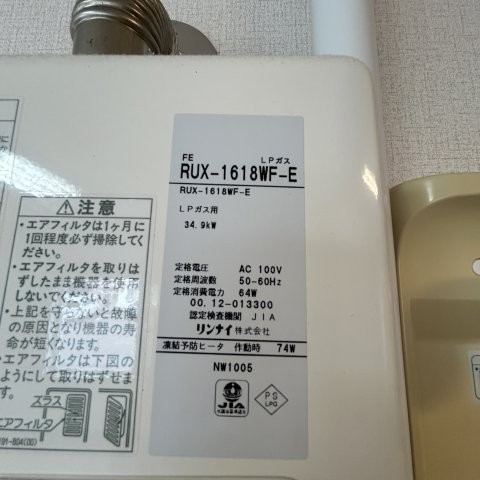 ⚠注意
・エアフィルタは1ヶ月に
1回程度必ず掃除してく
ださい。
・エアフィルタを取りは
ずしたまま機器を使用
しないでください。
・上記を守らないと故障
の原因となり機器の寿
命が短くなります。
・エアフィルタは下図の
ようにして取りはずせま
す。
スラス
エアフィルタ
FE LPガス
RUX-1618WF-E
RUX-1618WF-E
LPガス用
34.9kW
定格電圧 AC 100V
定格周波数 50-60Hz
定格消費電力 64W
00.12-013300
認定検査機関 JIA
リンナイ株式会社
凍結予防ヒータ 作動時 74W
NW1005
JIA
PS
LPG